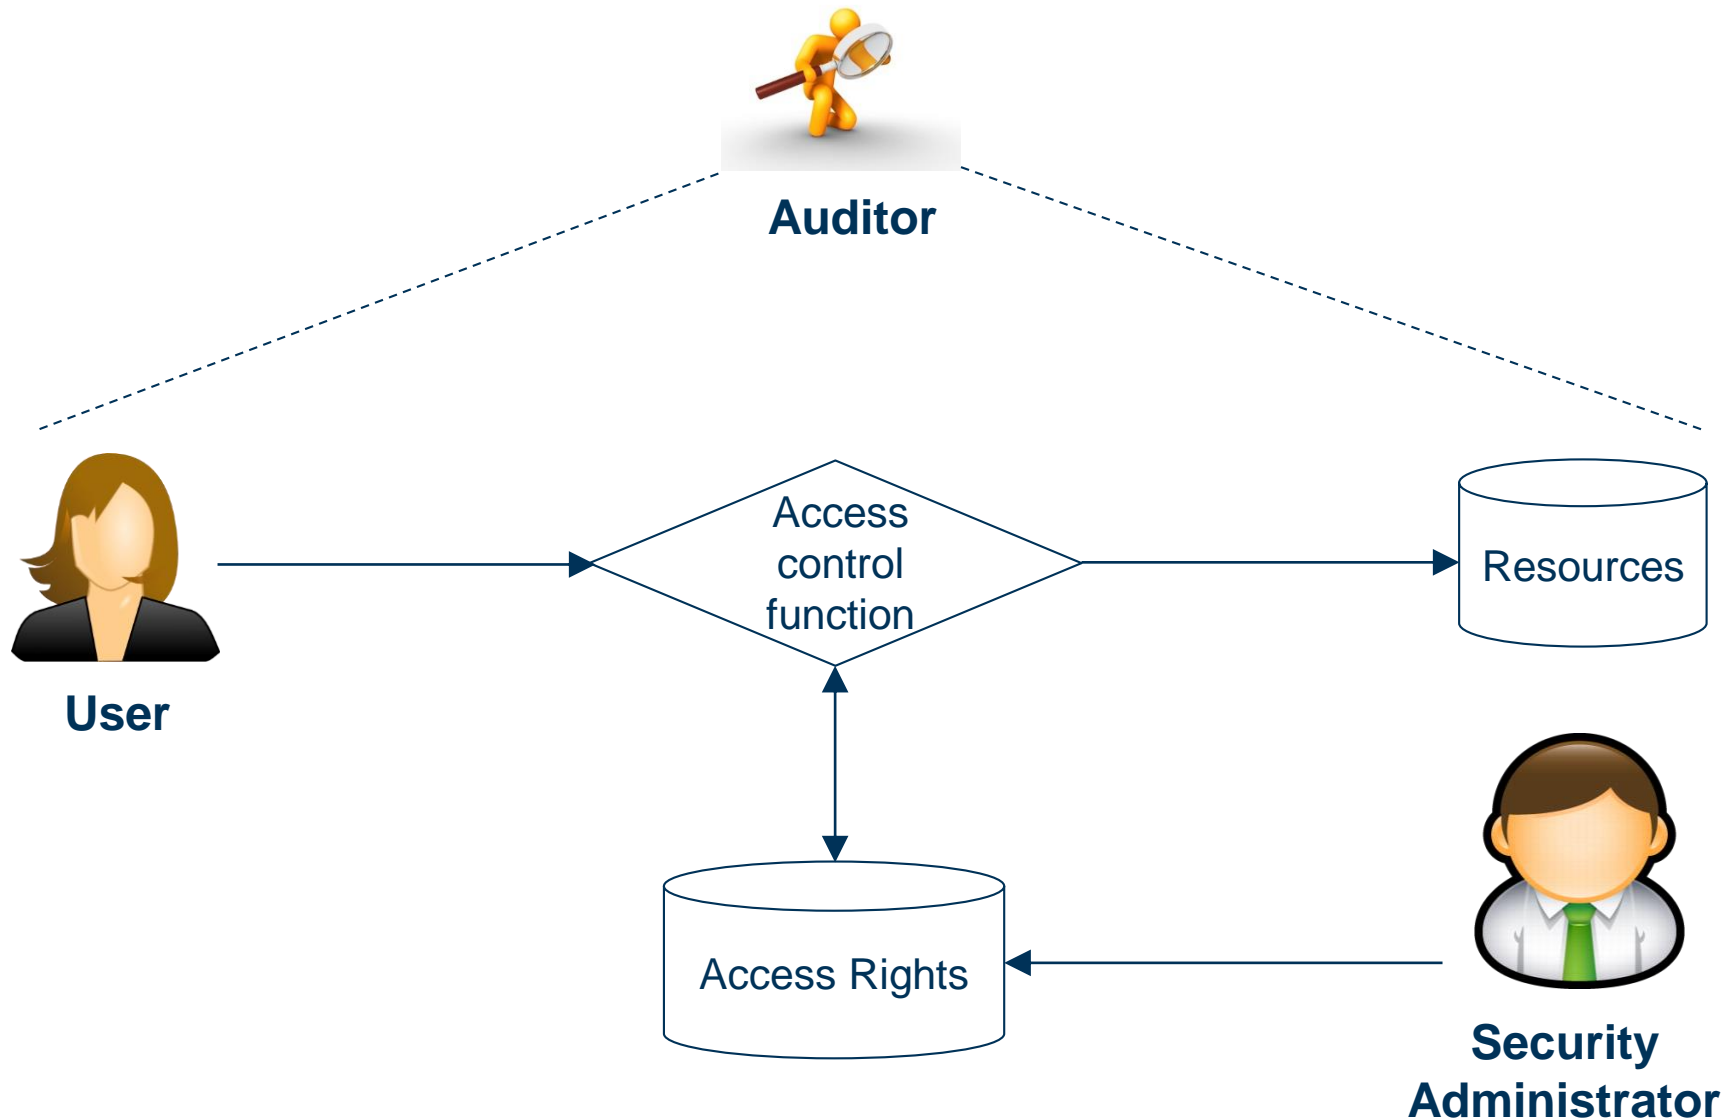 Auditor
Access
control
function
Resources
User
Access Rights
Security
Administrator